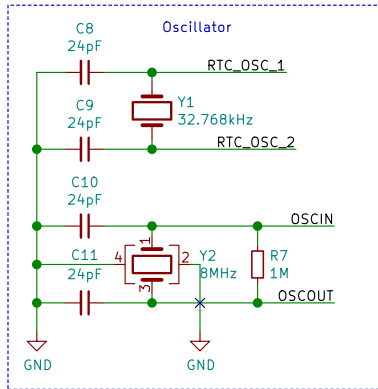 Oscillator
C8
24pF
RTC_OSC_1
Y1
32.768kHz
C9
24pF
RTC_OSC_2
C10
24pF
OSCIN
1
C11
24pF
4
2
Y2
8MHz
R7
1M
3
OSCOUT
GND
GND